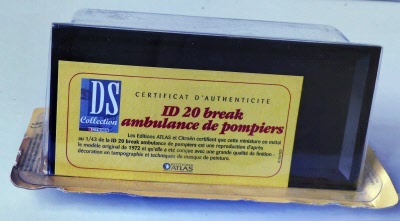 DS
Collection
CERTIFICAT D'AUTHENTICITE
ID 20 break
ambulance de pompiers
Les Editions ATLAS et Citroën certifient que cette miniature en métal
au 1/43 de la ID 20 break ambulance de pompiers est une reproduction d'après
le modèle original de 1972 et qu'elle a été conçue avec une grande qualité de finition -
décoration en tampographie et techniques de masque de peinture.
ATLAS